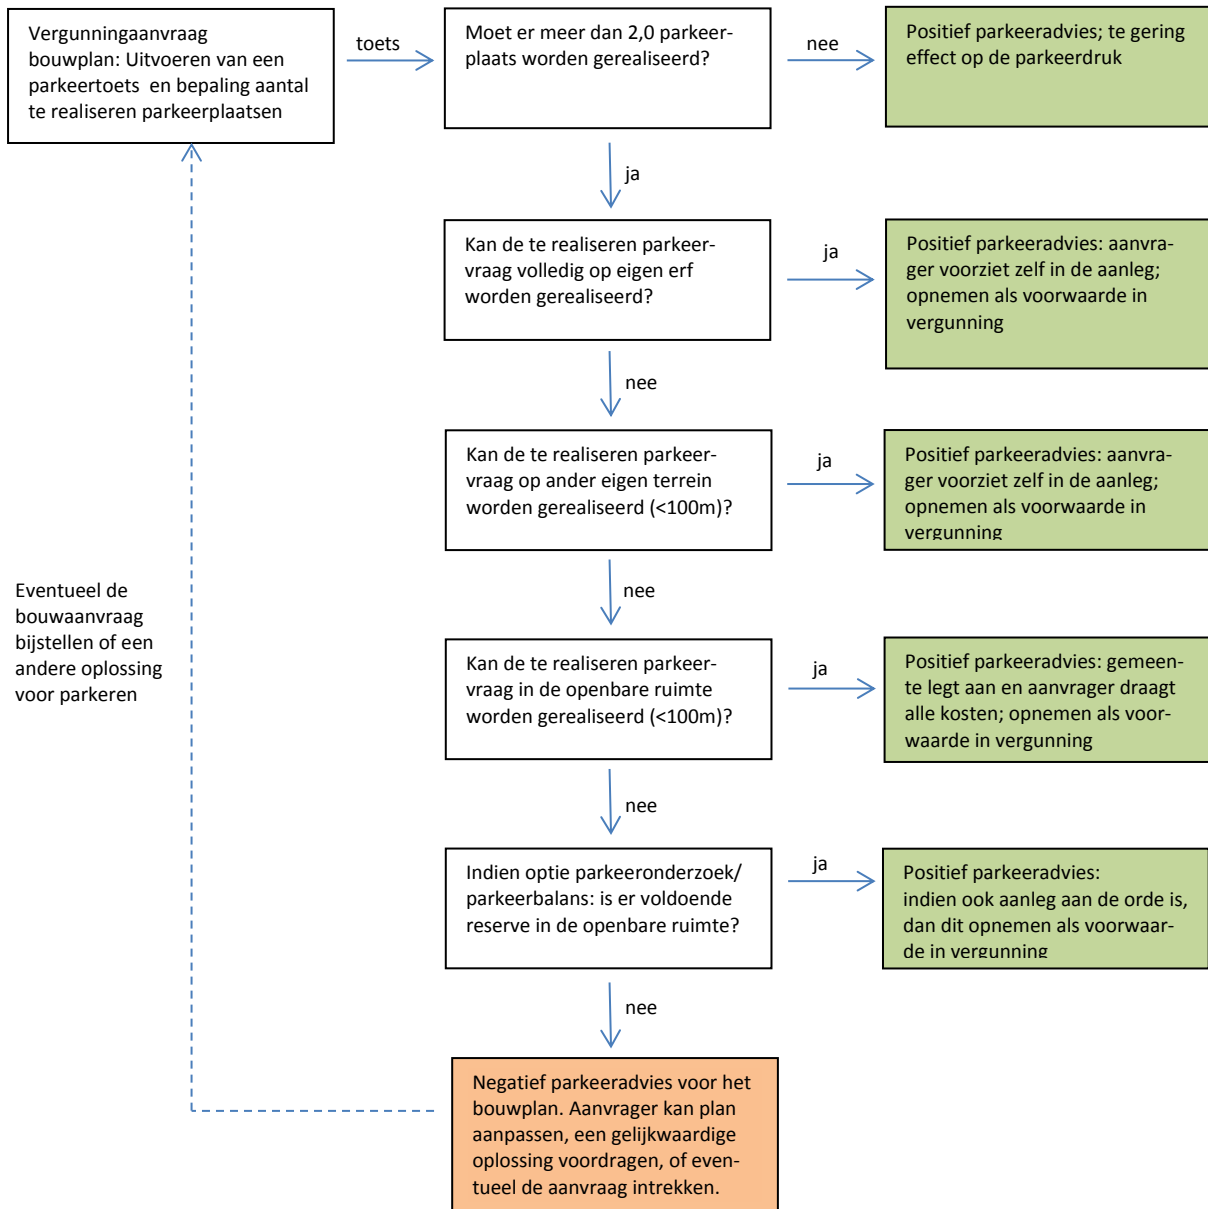 Vergunningaanvraag
bouwplan: Uitvoeren van een
parkeertoets en bepaling aantal
te realiseren parkeerplaatsen
toets
Moet er meer dan 2,0 parkeer-
plaats worden gerealiseerd?
nee
Positief parkeeradvies; te gering
effect op de parkeerdruk
ja
Kan de te realiseren parkeer-
vraag volledig op eigen erf
worden gerealiseerd?
ja
Positief parkeeradvies: aanvra-
ger voorziet zelf in de aanleg;
opnemen als voorwaarde in
vergunning
nee
Kan de te realiseren parkeer-
vraag op ander eigen terrein
worden gerealiseerd (<100m)?
ja
Positief parkeeradvies: aanvra-
ger voorziet zelf in de aanleg;
opnemen als voorwaarde in
vergunning
nee
Eventueel de
bouwaanvraag
bijstellen of een
andere oplossing
voor parkeren
Kan de te realiseren parkeer-
vraag in de openbare ruimte
worden gerealiseerd (<100m)?
ja
Positief parkeeradvies: gemeen-
te legt aan en aanvrager draagt
alle kosten; opnemen als voor-
waarde in vergunning
nee
Indien optie parkeeronderzoek/
parkeerbalans: is er voldoende
reserve in de openbare ruimte?
ja
Positief parkeeradvies:
indien ook aanleg aan de orde is,
dan dit opnemen als voorwaar-
de in vergunning
nee
Negatief parkeeradvies voor het
bouwplan. Aanvrager kan plan
aanpassen, een gelijkwaardige
oplossing voordragen, of even-
tueel de aanvraag intrekken.